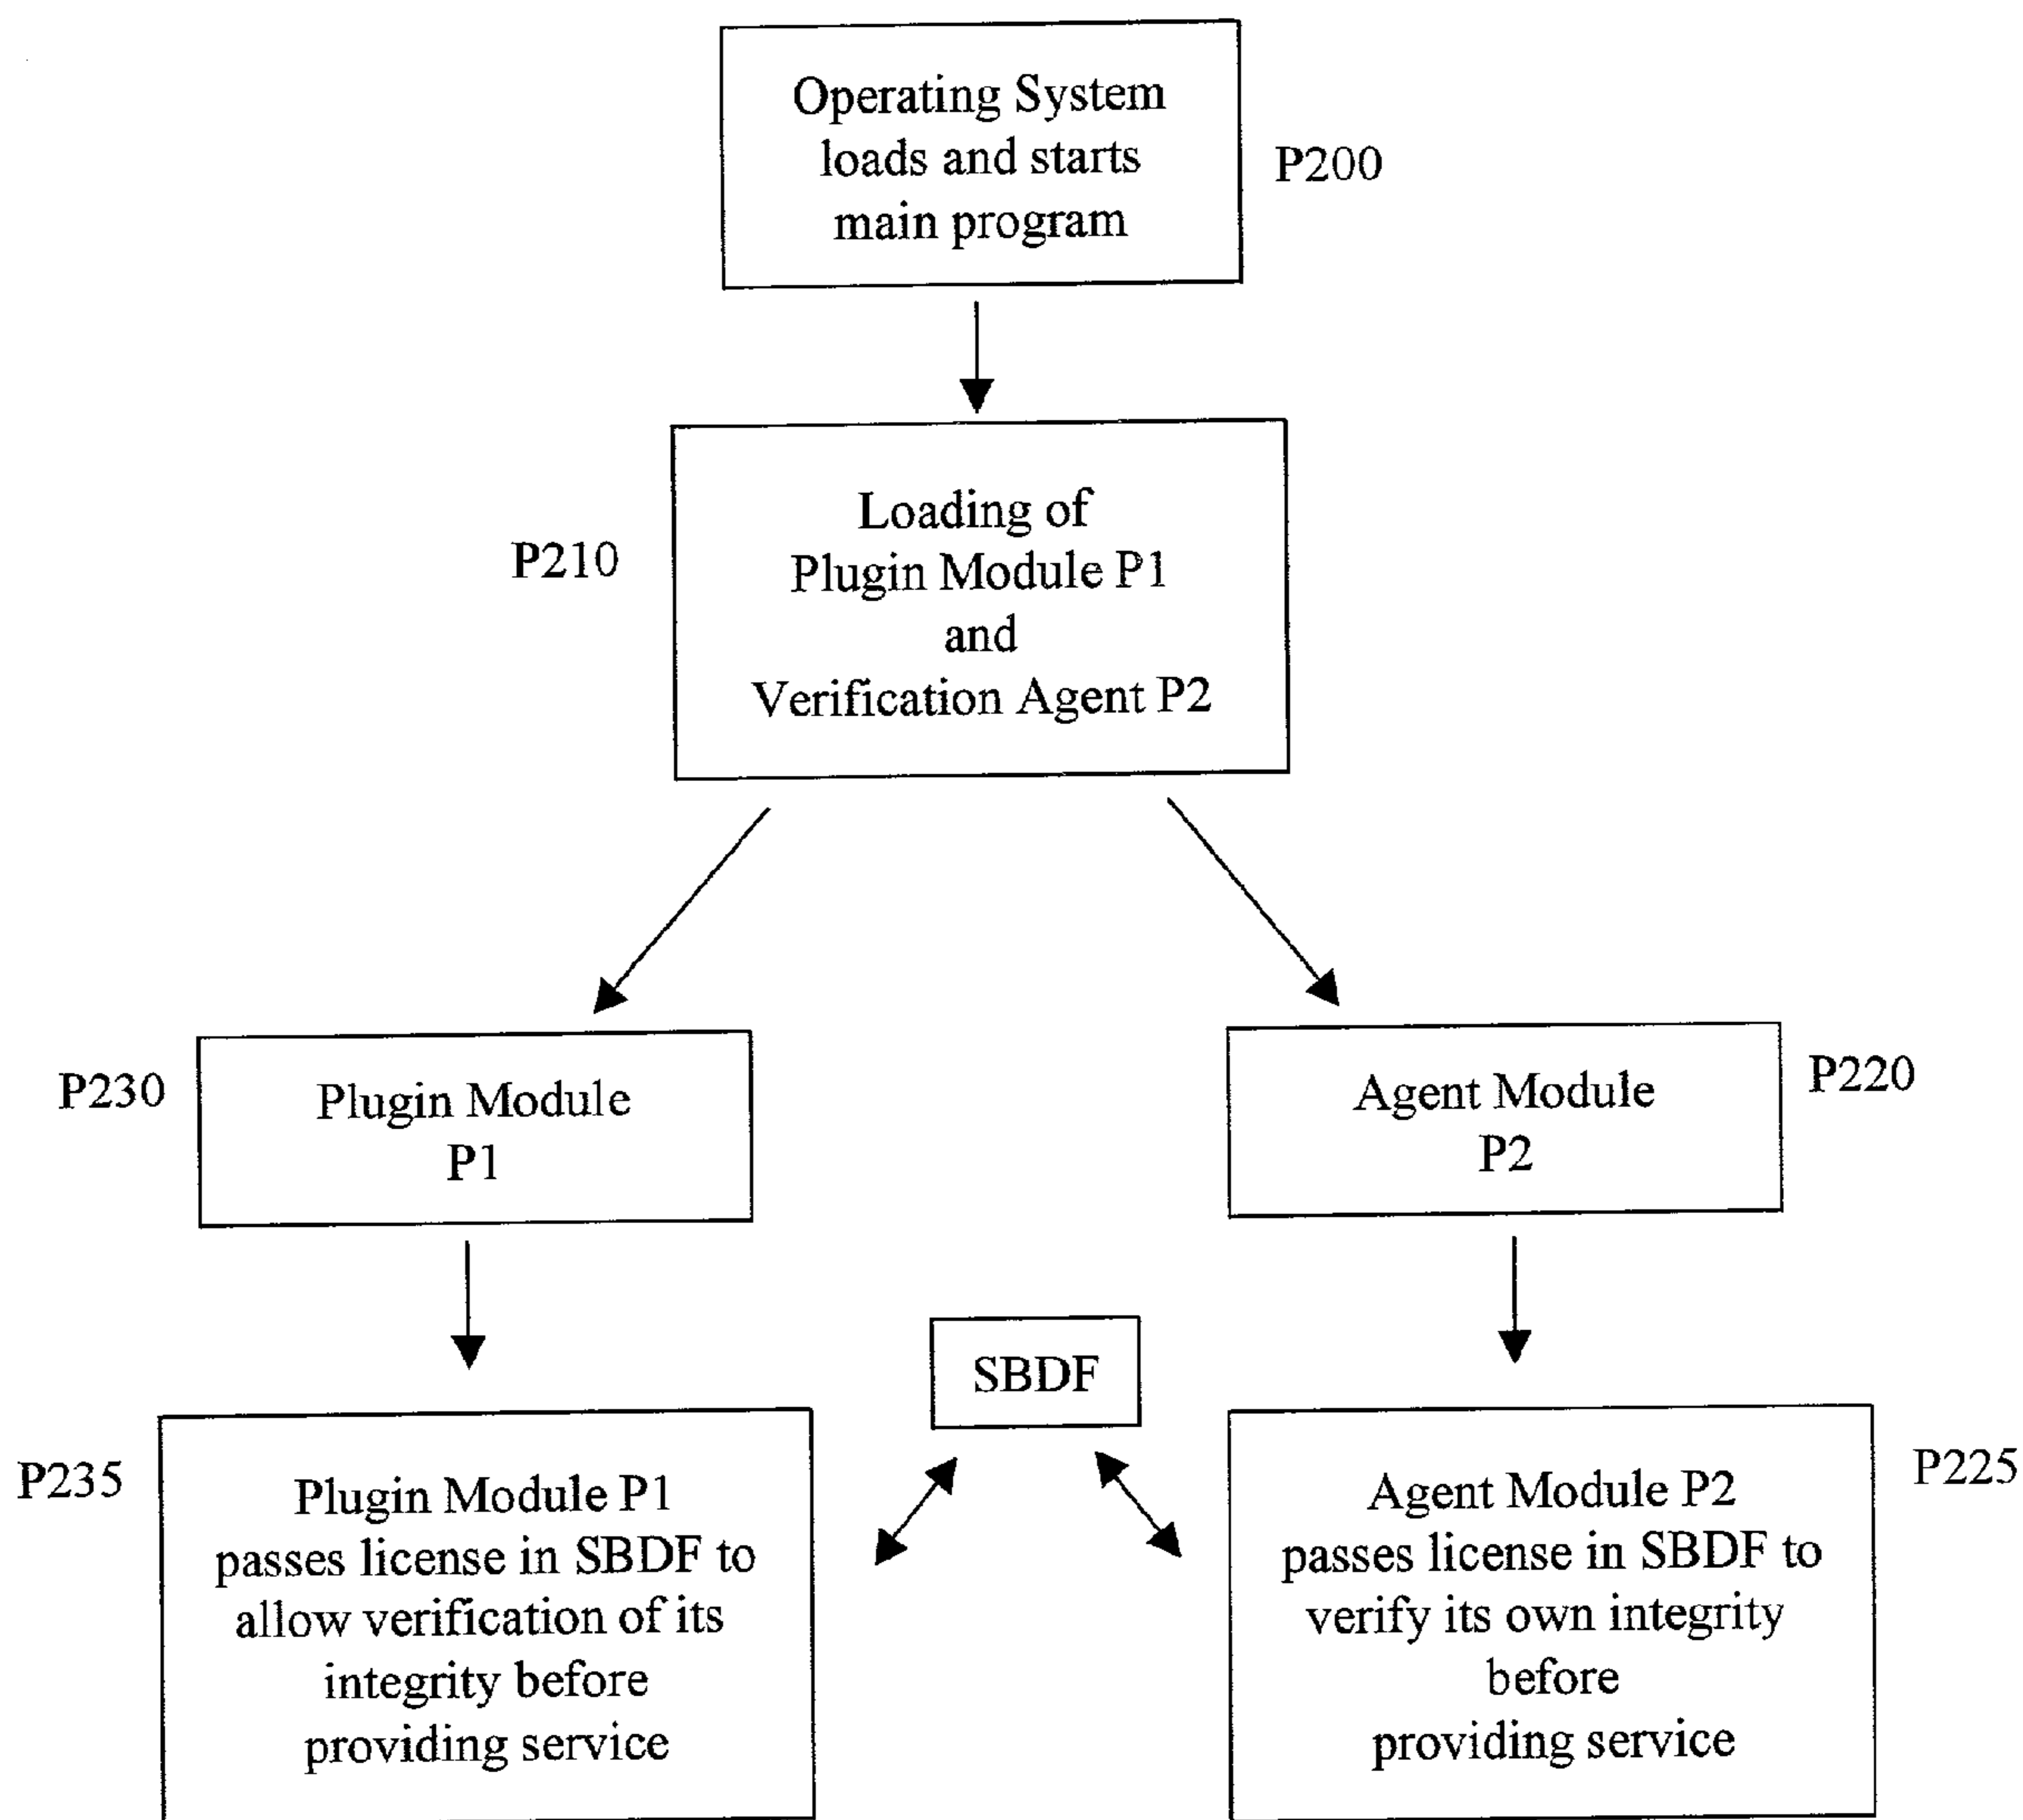 Operating System
loads and starts
main program
P200
P210
Loading of
Plugin Module P1
and
Verification Agent P2
P230
Plugin Module
P1
Agent Module
P2
P220
SBDF
P235
Plugin Module P1
passes license in SBDF to
allow verification of its
integrity before
providing service
Agent Module P2
passes license in SBDF to
verify its own integrity
before
providing service
P225